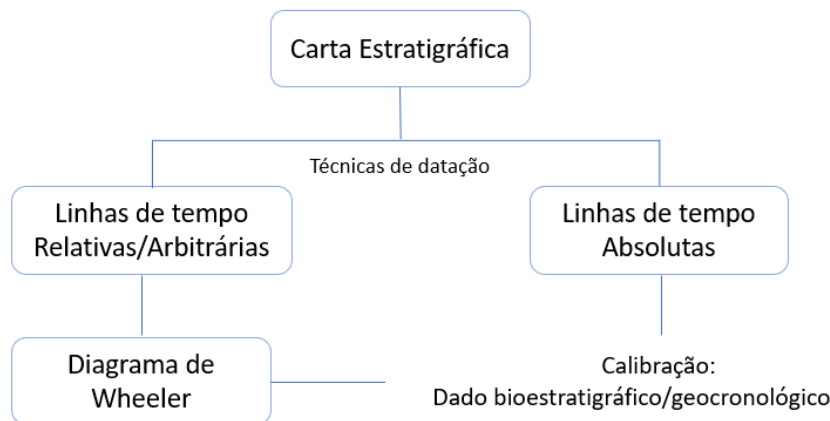 Carta Estratigráfica
Técnicas de datação
Linhas de tempo
Relativas/Arbitrárias
Linhas de tempo
Absolutas
Diagrama de
Wheeler
Calibração:
Dado bioestratigráfico/geocronológico